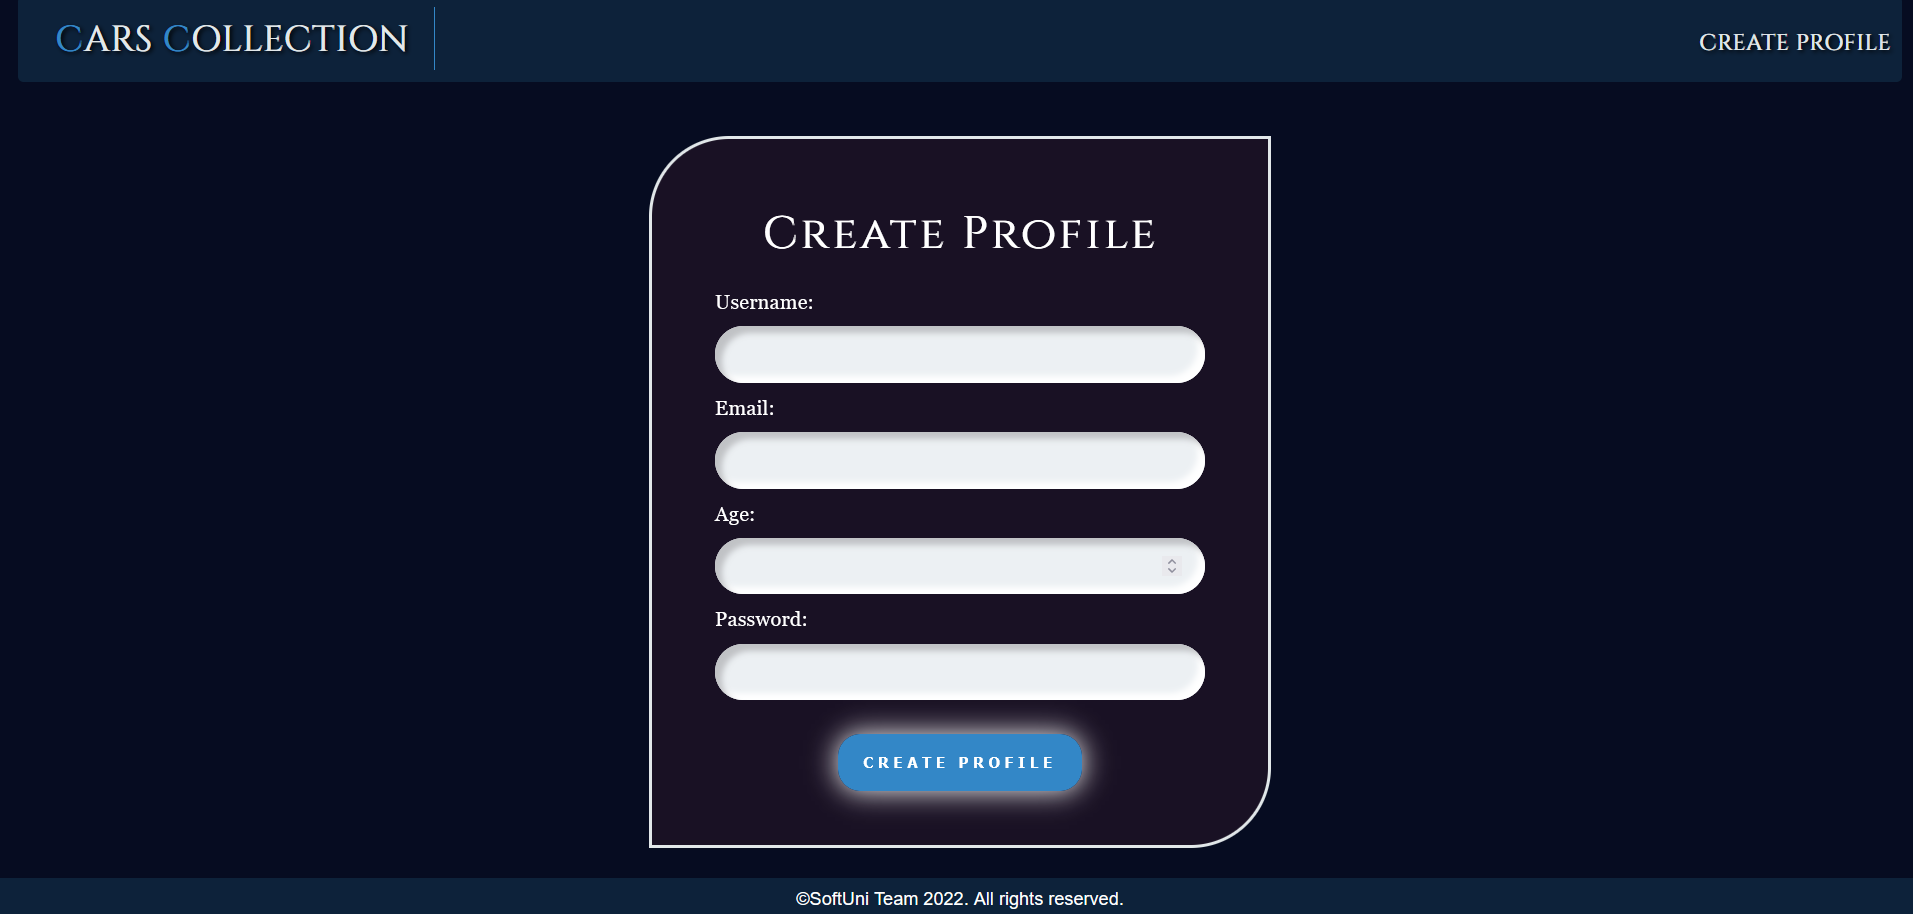 CARS COLLECTION
CREATE PROFILE
CREATE PROFILE
Username:
Email:
Age:
Password:
CREATE PROFILE
©SoftUni Team 2022. All rights reserved.